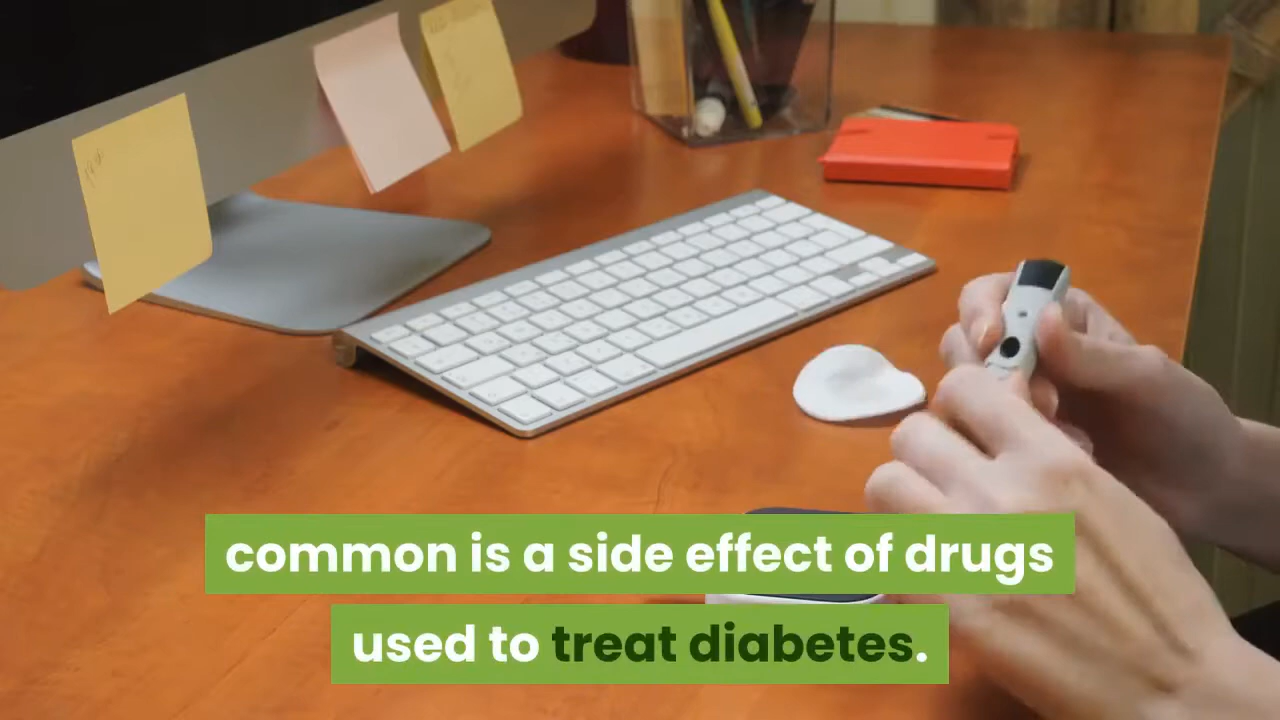 common is a side effect of drugs
used to treat diabetes.